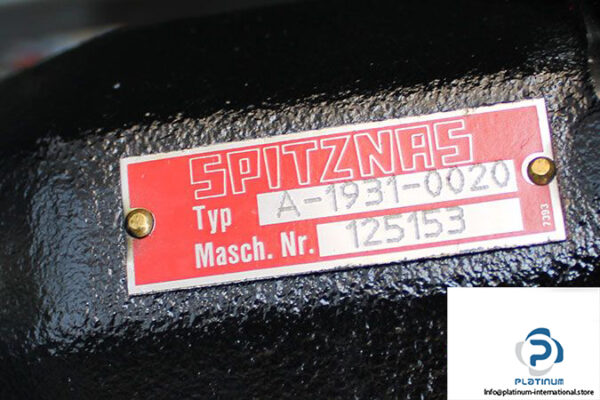 SPITZNAS
Typ A-1931-0020
Masch. Nr. 125153
7393
PLATINUM
Info@platinum-international.store